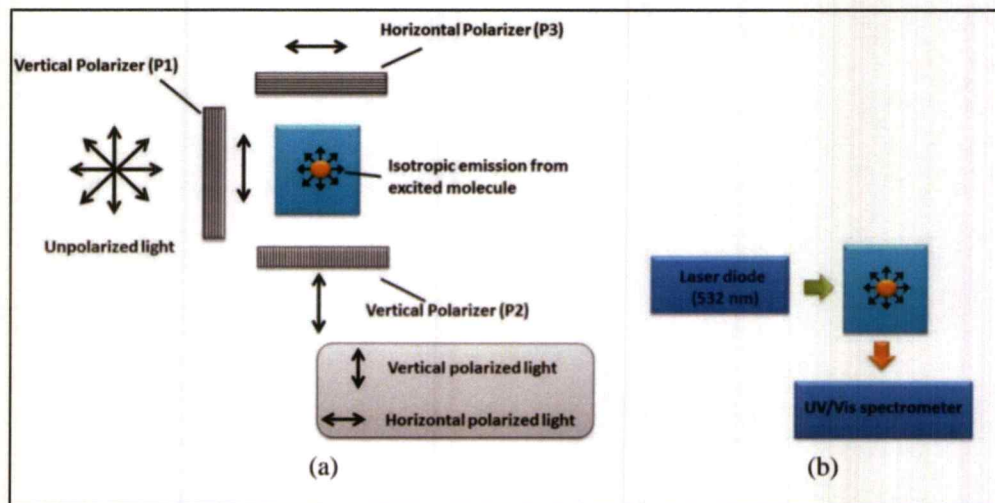 Horizontal Polarizer (P3)
Vertical Polarizer (P1)
Isotropic emission from
excited molecule
Unpolarized light
Vertical Polarizer (P2)
Vertical polarized light
Horizontal polarized light
(a)
Laser diode
(532 nm)
UV/Vis spectrometer
(b)